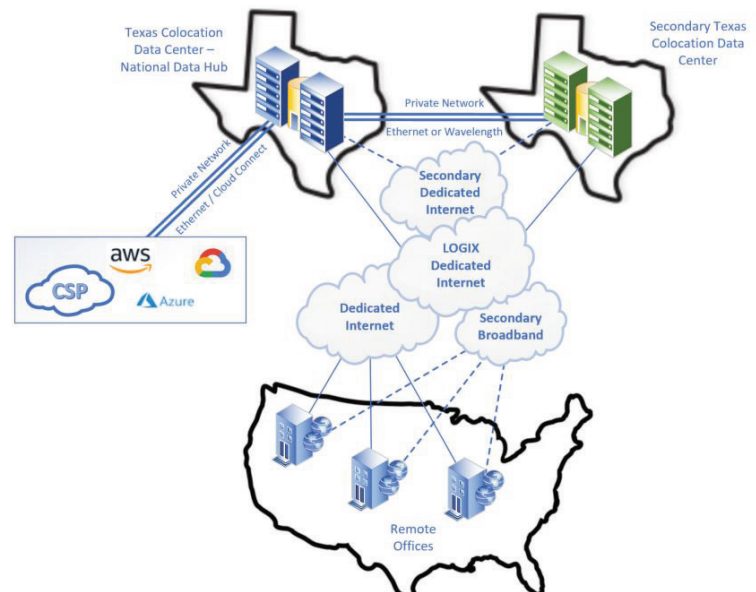 Texas Colocation
Data Center –
National Data Hub
Secondary Texas
Colocation Data
Center
Private Network
Ethernet or Wavelength
Private Network
Ethernet / Cloud Connect
Secondary
Dedicated
Internet
LOGIX
Dedicated
Internet
aws
CSP
Azure
Dedicated
Internet
Secondary
Broadband
Remote
Offices